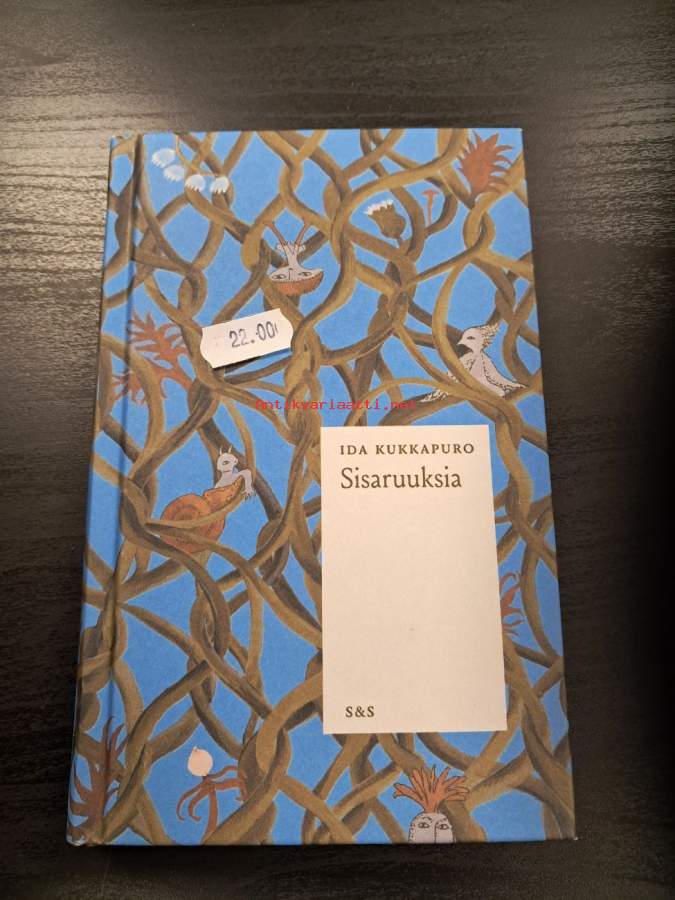 22.00
antikvariaatti.net
IDA KUKKAPURO
Sisaruuksia
S&S